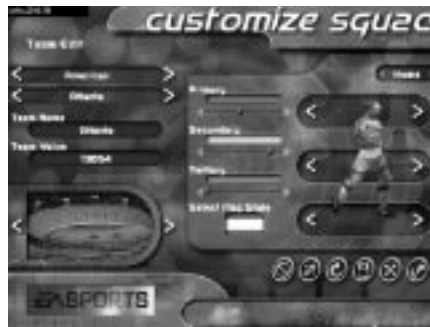 customize squad
Team Edit
American
Home
Primary
Atlanta
Team Name
Atlanta
Secondary
Team Value
Tertiary
Select Flag Style
EA SPORTS